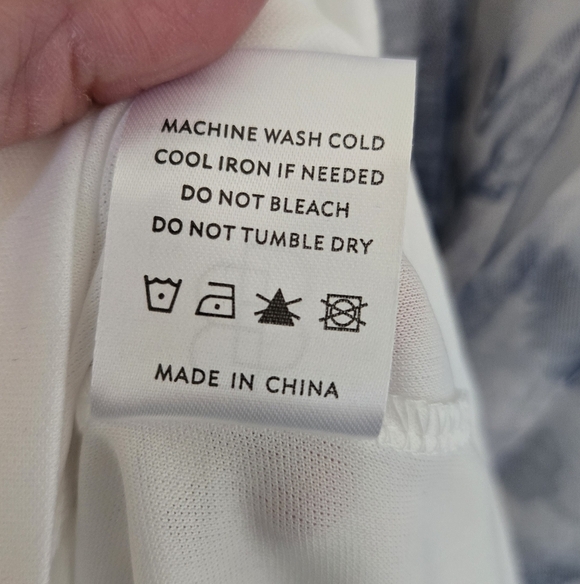 MACHINE WASH COLD
COOL IRON IF NEEDED
DO NOT BLEACH
DO NOT TUMBLE DRY
MADE IN CHINA